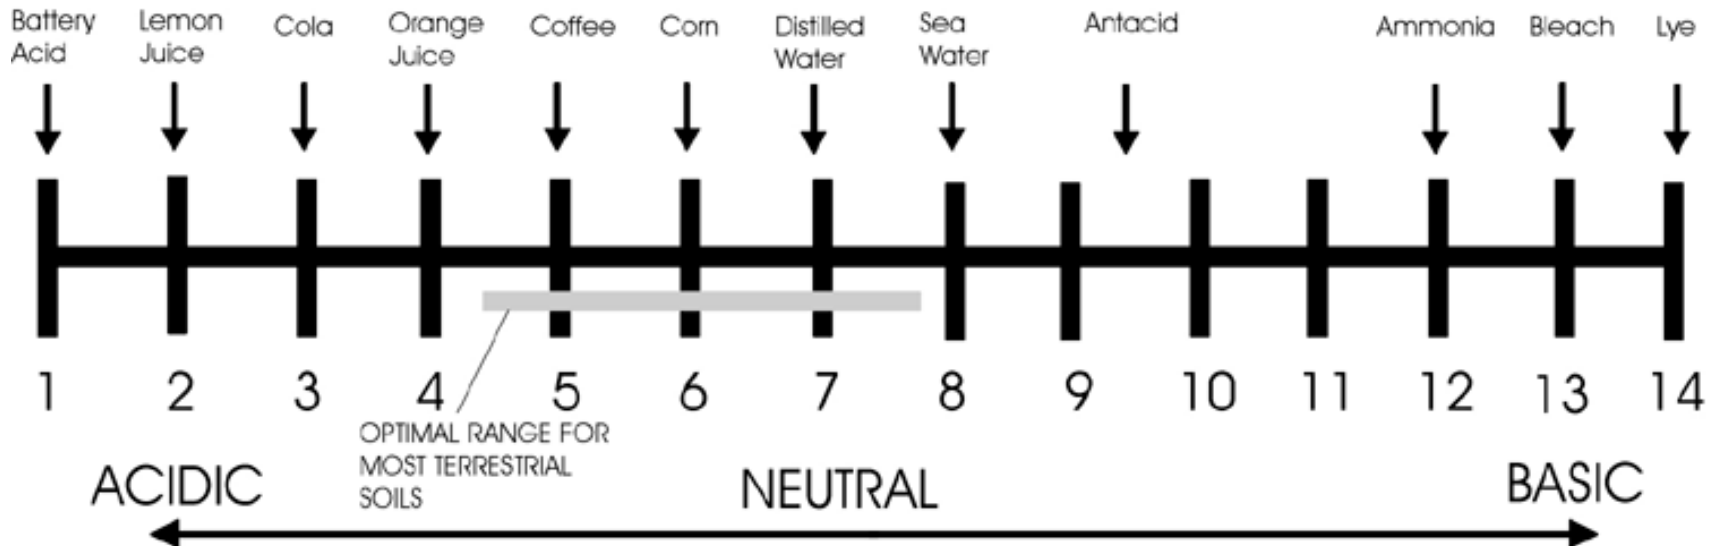 Battery
Acid
Lemon
Juice
Cola
Orange
Juice
Coffee
Corn
Distilled
Water
Sea
Water
Antacid
Ammonia
Bleach
Lye
1 2 3 4 5 6 7 8 9 10 11 12 13 14
OPTIMAL RANGE FOR
MOST TERRESTRIAL
SOILS
ACIDIC
NEUTRAL
BASIC